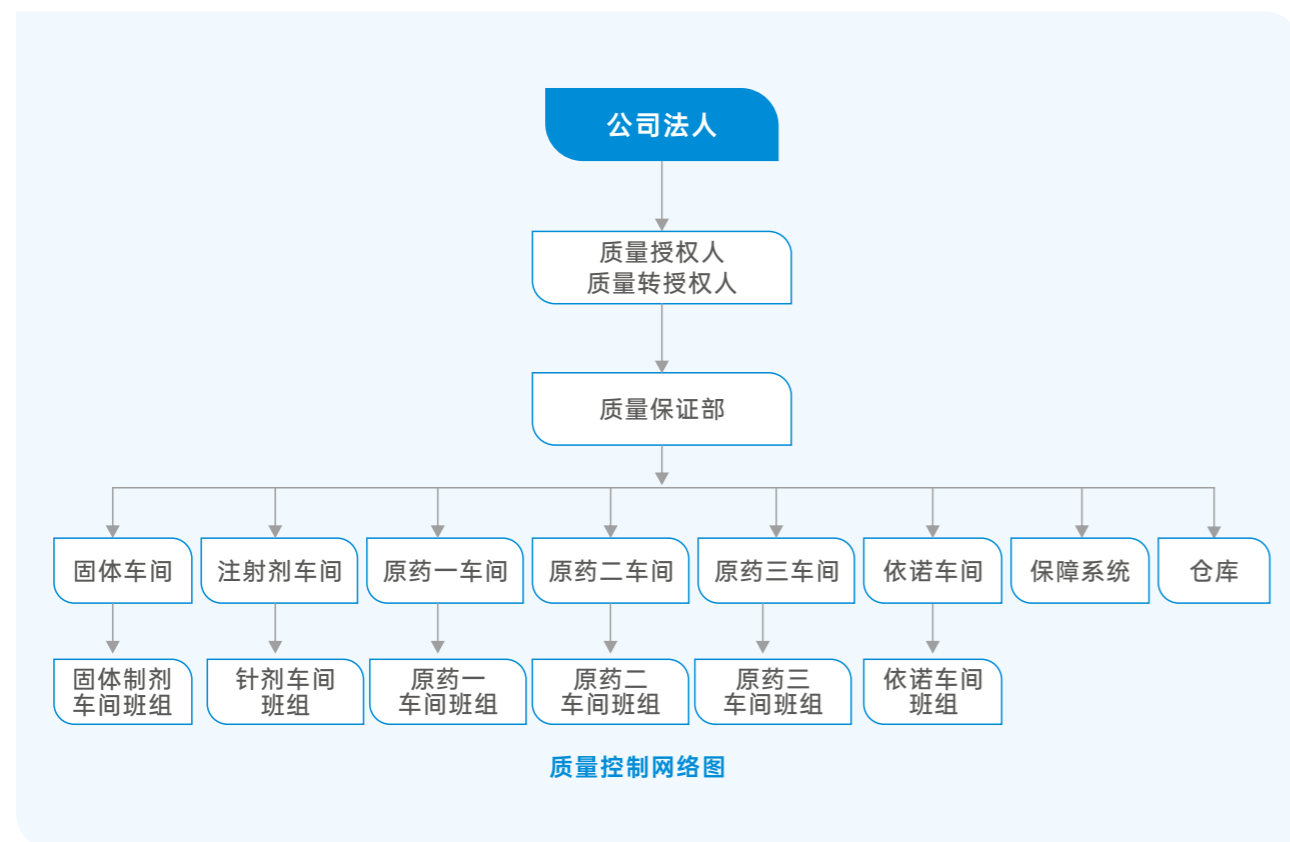 公司法人
质量授权人
质量转授权人
质量保证部
固体车间
注射剂车间
原药一车间
原药二车间
原药三车间
依诺车间
保障系统
仓库
固体制剂
车间班组
针剂车间
班组
原药一
车间班组
原药二
车间班组
原药三
车间班组
依诺车间
班组
质量控制网络图